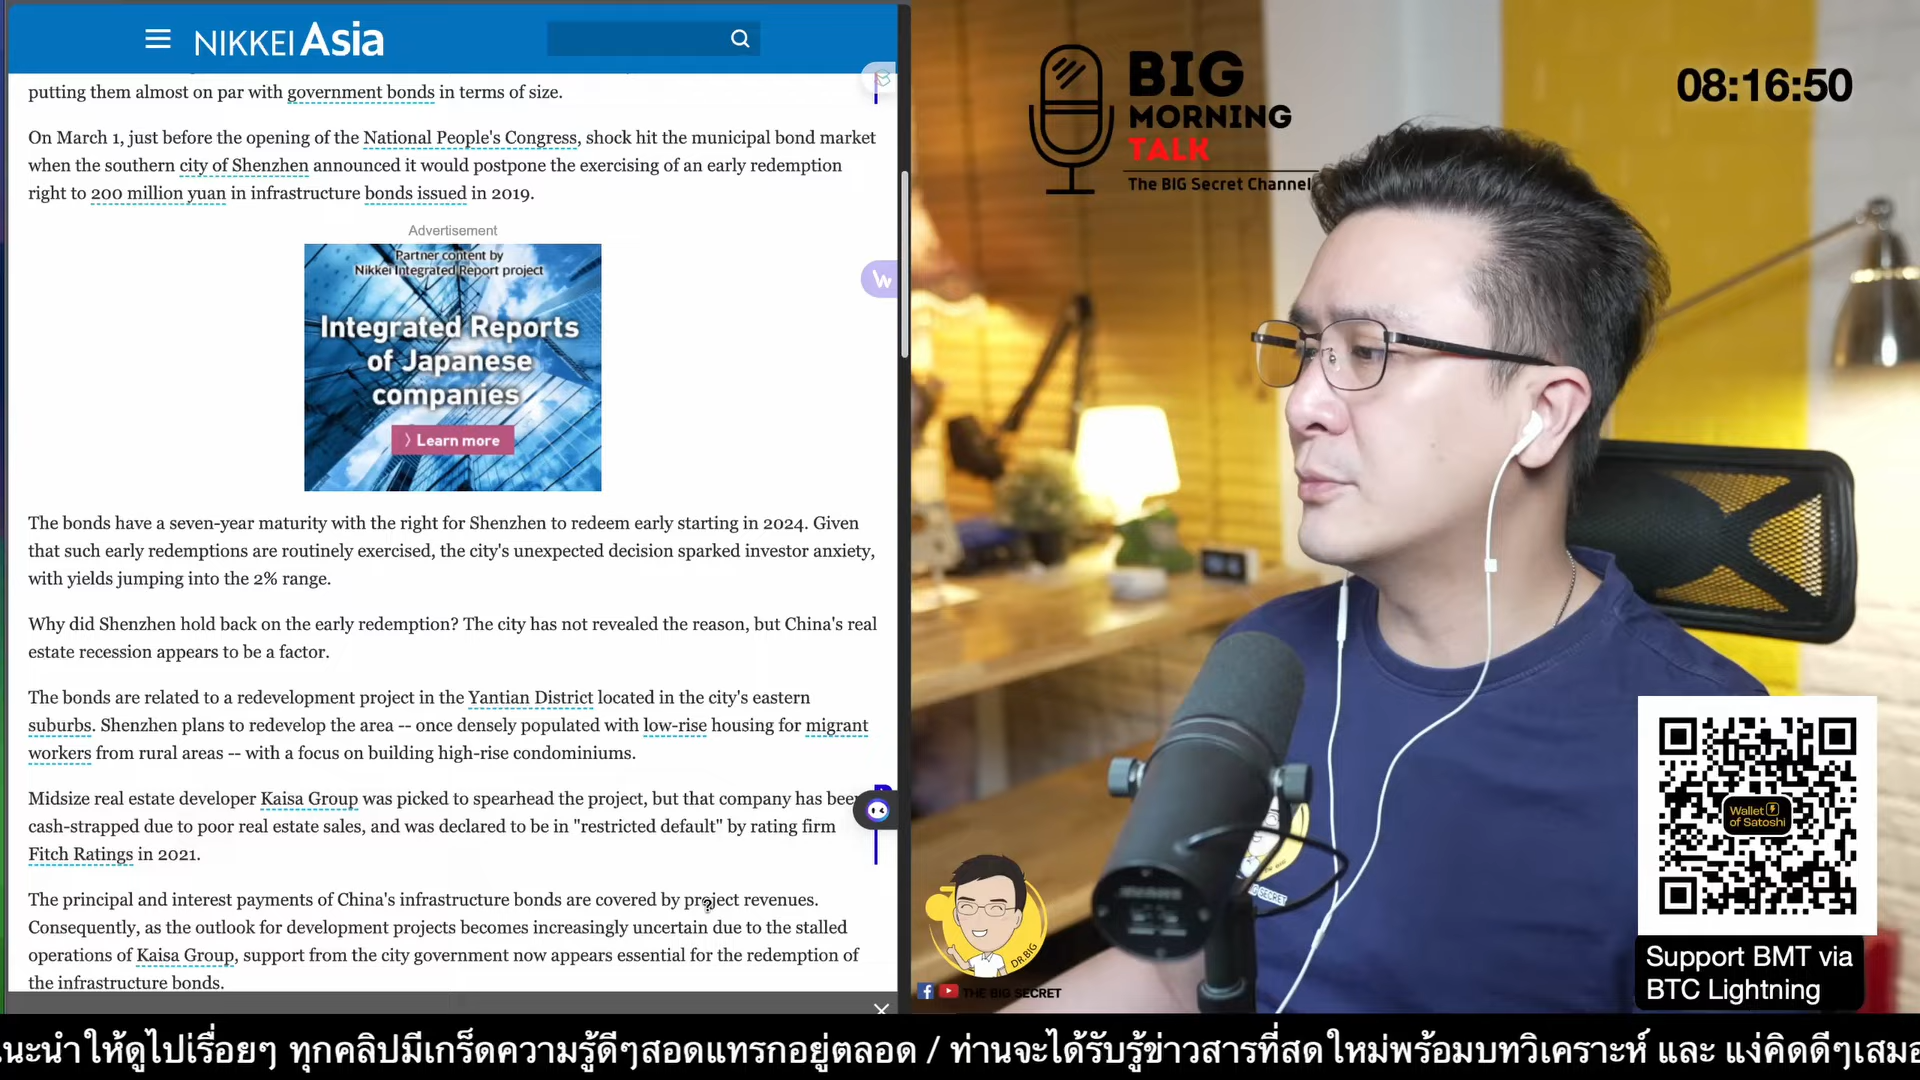 NIKKEI Asia
putting them almost on par with government bonds in terms of size.
On March 1, just before the opening of the National People's Congress, shock hit the municipal bond market
when the southern city of Shenzhen announced it would postpone the exercising of an early redemption
right to 200 million yuan in infrastructure bonds issued in 2019.
Advertisement
Partner content by
Nikkei Integrated Report project
Integrated Reports
of Japanese
companies
〉Learn more
The bonds have a seven-year maturity with the right for Shenzhen to redeem early starting in 2024. Given
that such early redemptions are routinely exercised, the city's unexpected decision sparked investor anxiety,
with yields jumping into the 2% range.
Why did Shenzhen hold back on the early redemption? The city has not revealed the reason, but China's real
estate recession appears to be a factor.
The bonds are related to a redevelopment project in the Yantian District located in the city's eastern
suburbs. Shenzhen plans to redevelop the area -- once densely populated with low-rise housing for migrant
workers from rural areas -- with a focus on building high-rise condominiums.
Midsize real estate developer Kaisa Group was picked to spearhead the project, but that company has been
cash-strapped due to poor real estate sales, and was declared to be in "restricted default" by rating firm
Fitch Ratings in 2021.
The principal and interest payments of China's infrastructure bonds are covered by project revenues.
Consequently, as the outlook for development projects becomes increasingly uncertain due to the stalled
operations of Kaisa Group, support from the city government now appears essential for the redemption of
the infrastructure bonds.
BIG
MORNING
TALK
The BIG Secret Channel
08:16:50
Wallet
of Satoshi
Support BMT via
BTC Lightning
DR.BIG
THE BIG SECRET
แนะนำให้ดูไปเรื่อยๆ ทุกคลิปมีเกร็ดความรู้ดีๆสอดแทรกอยู่ตลอด / ท่านจะได้รับรู้ข่าวสารที่สดใหม่พร้อมบทวิเคราะห์ และ แง่คิดดีๆเสมอ